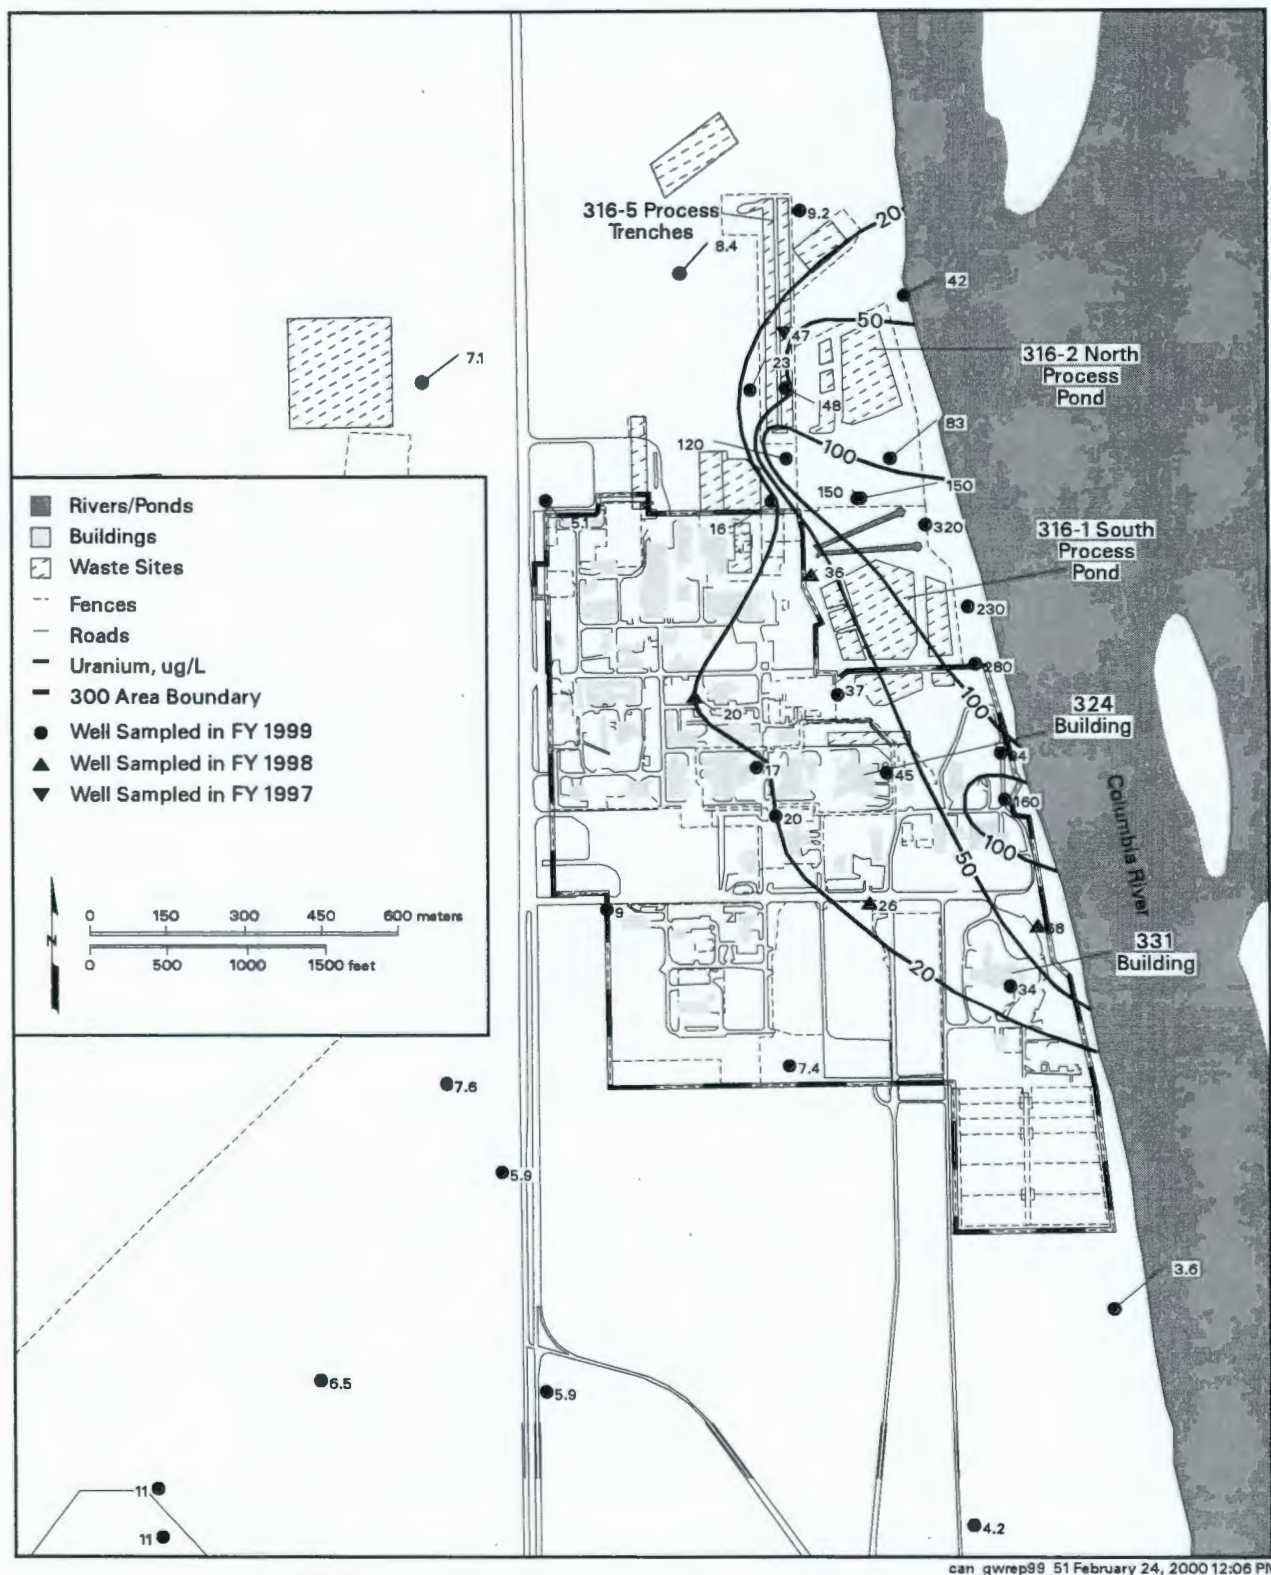 316-5 Process
Trenches
9.2
20
8.4
42
50
47
316-2 North
Process
Pond
7.1
23
48
83
120
100
150
150
320
316-1 South
Process
Pond
5.1
16
36
230
280
37
100
324
Building
20
84
17
45
160
20
100
50
Columbia River
9
26
68
331
Building
20
34
7.4
7.6
5.9
3.6
6.5
5.9
11
11
4.2
Rivers/Ponds
Buildings
Waste Sites
Fences
Roads
Uranium, ug/L
300 Area Boundary
Well Sampled in FY 1999
Well Sampled in FY 1998
Well Sampled in FY 1997
N
0 150 300 450 600 meters
0 500 1000 1500 feet
can_gwrep99_51 February 24, 2000 12:06 PM